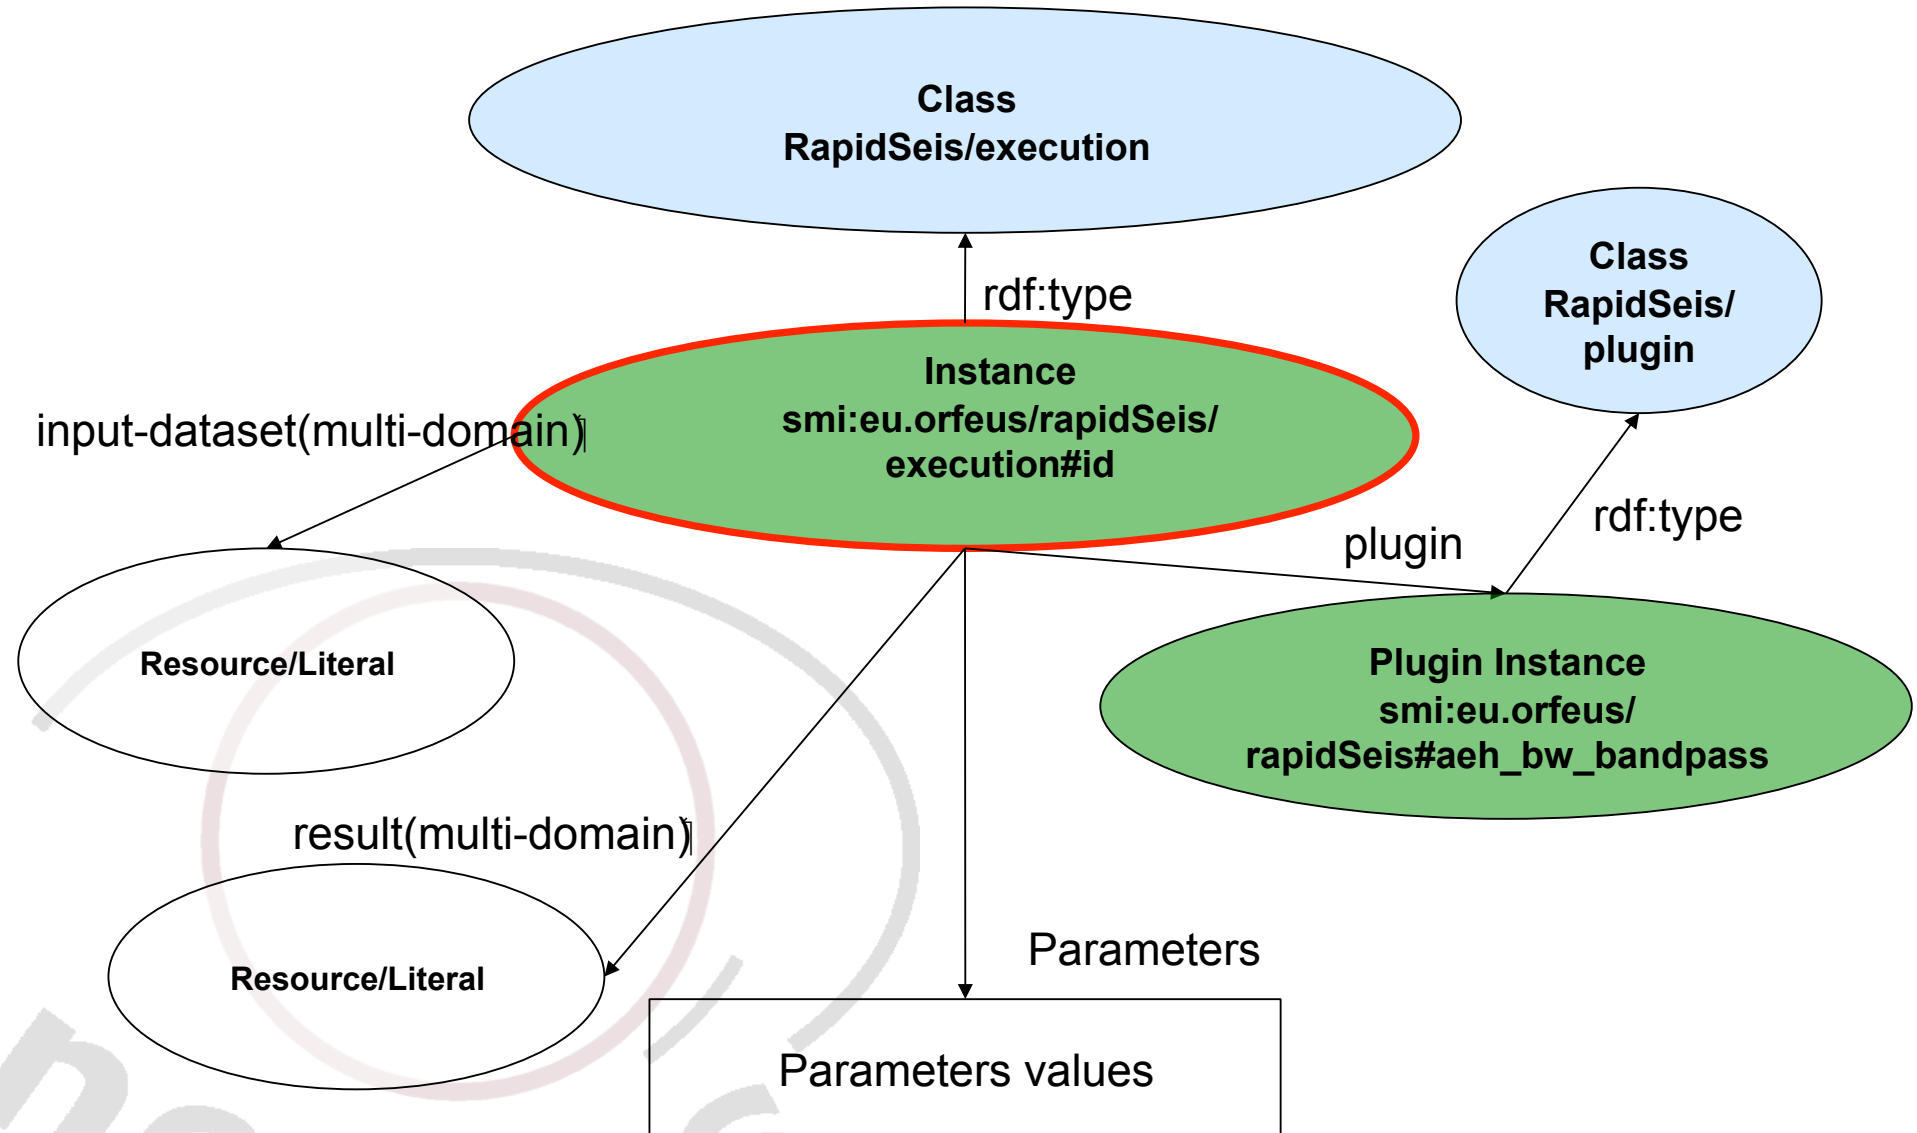 Class
RapidSeis/execution
rdf:type
Class
RapidSeis/
plugin
Instance
smi:eu.orfeus/rapidSeis/
execution#id
input-dataset(multi-domain)
rdf:type
plugin
Resource/Literal
Plugin Instance
smi:eu.orfeus/
rapidSeis#aeh_bw_bandpass
result(multi-domain)
Parameters
Resource/Literal
Parameters values